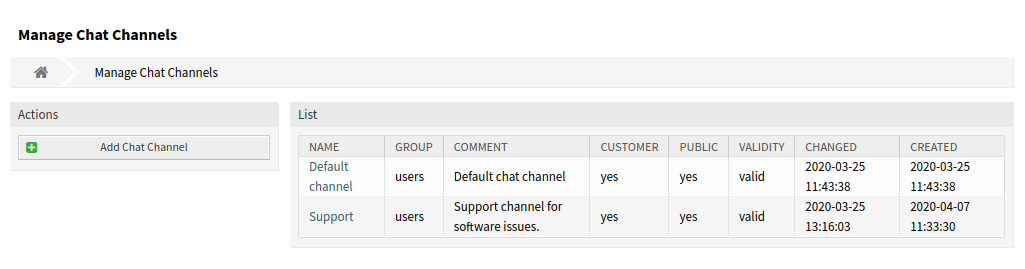 Manage Chat Channels
Manage Chat Channels
Actions
Add Chat Channel
List
NAME GROUP COMMENT CUSTOMER PUBLIC VALIDITY CHANGED CREATED
Default channel users Default chat channel yes yes valid 2020-03-25 11:43:38 2020-03-25 11:43:38
Support users Support channel for software issues. yes yes valid 2020-03-25 13:16:03 2020-04-07 11:33:30